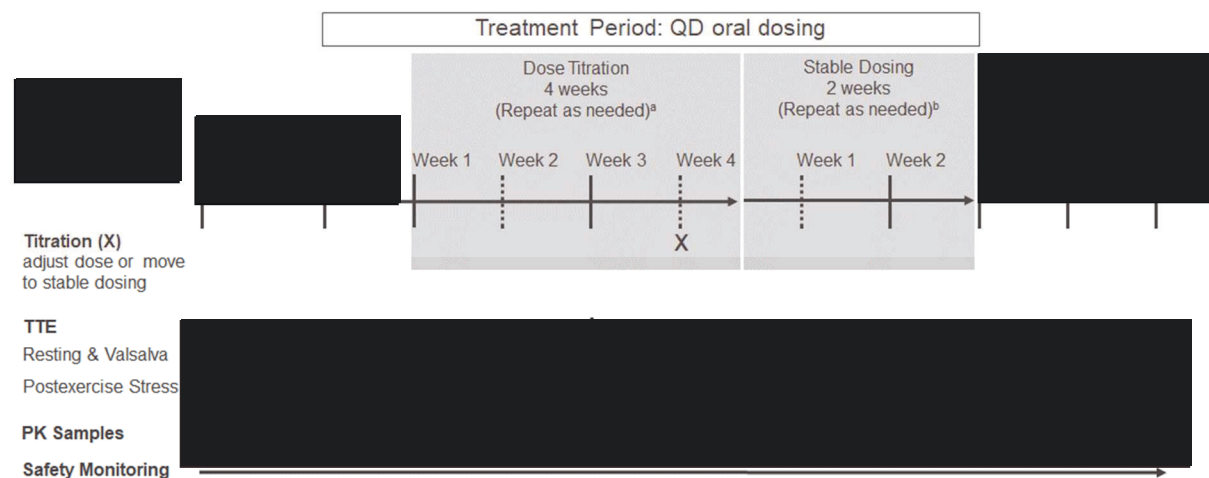 Treatment Period: QD oral dosing
Dose Titration
4 weeks
(Repeat as needed)ᵃ
Stable Dosing
2 weeks
(Repeat as needed)ᵇ
Week 1 Week 2 Week 3 Week 4
Week 1 Week 2
X
Titration (X)
adjust dose or move
to stable dosing
TTE
Resting & Valsalva
Postexercise Stress
PK Samples
Safety Monitoring